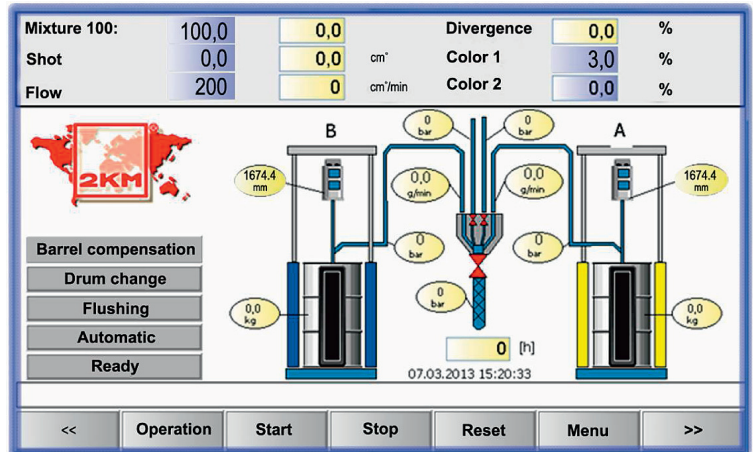 Mixture 100: 100,0 0,0 Divergence 0,0 %
Shot 0,0 0,0 cm³ Color 1 3,0 %
Flow 200 0 cm³/min Color 2 0,0 %
2KM
®
B
A
0 bar
0 bar
1674.4 mm
0,0 g/min
0,0 g/min
1674.4 mm
0 bar
0 bar
Barrel compensation
Drum change
Flushing
Automatic
Ready
0,0 kg
0 bar
0,0 kg
0 [h]
07.03.2013 15:20:33
<< Operation Start Stop Reset Menu >>